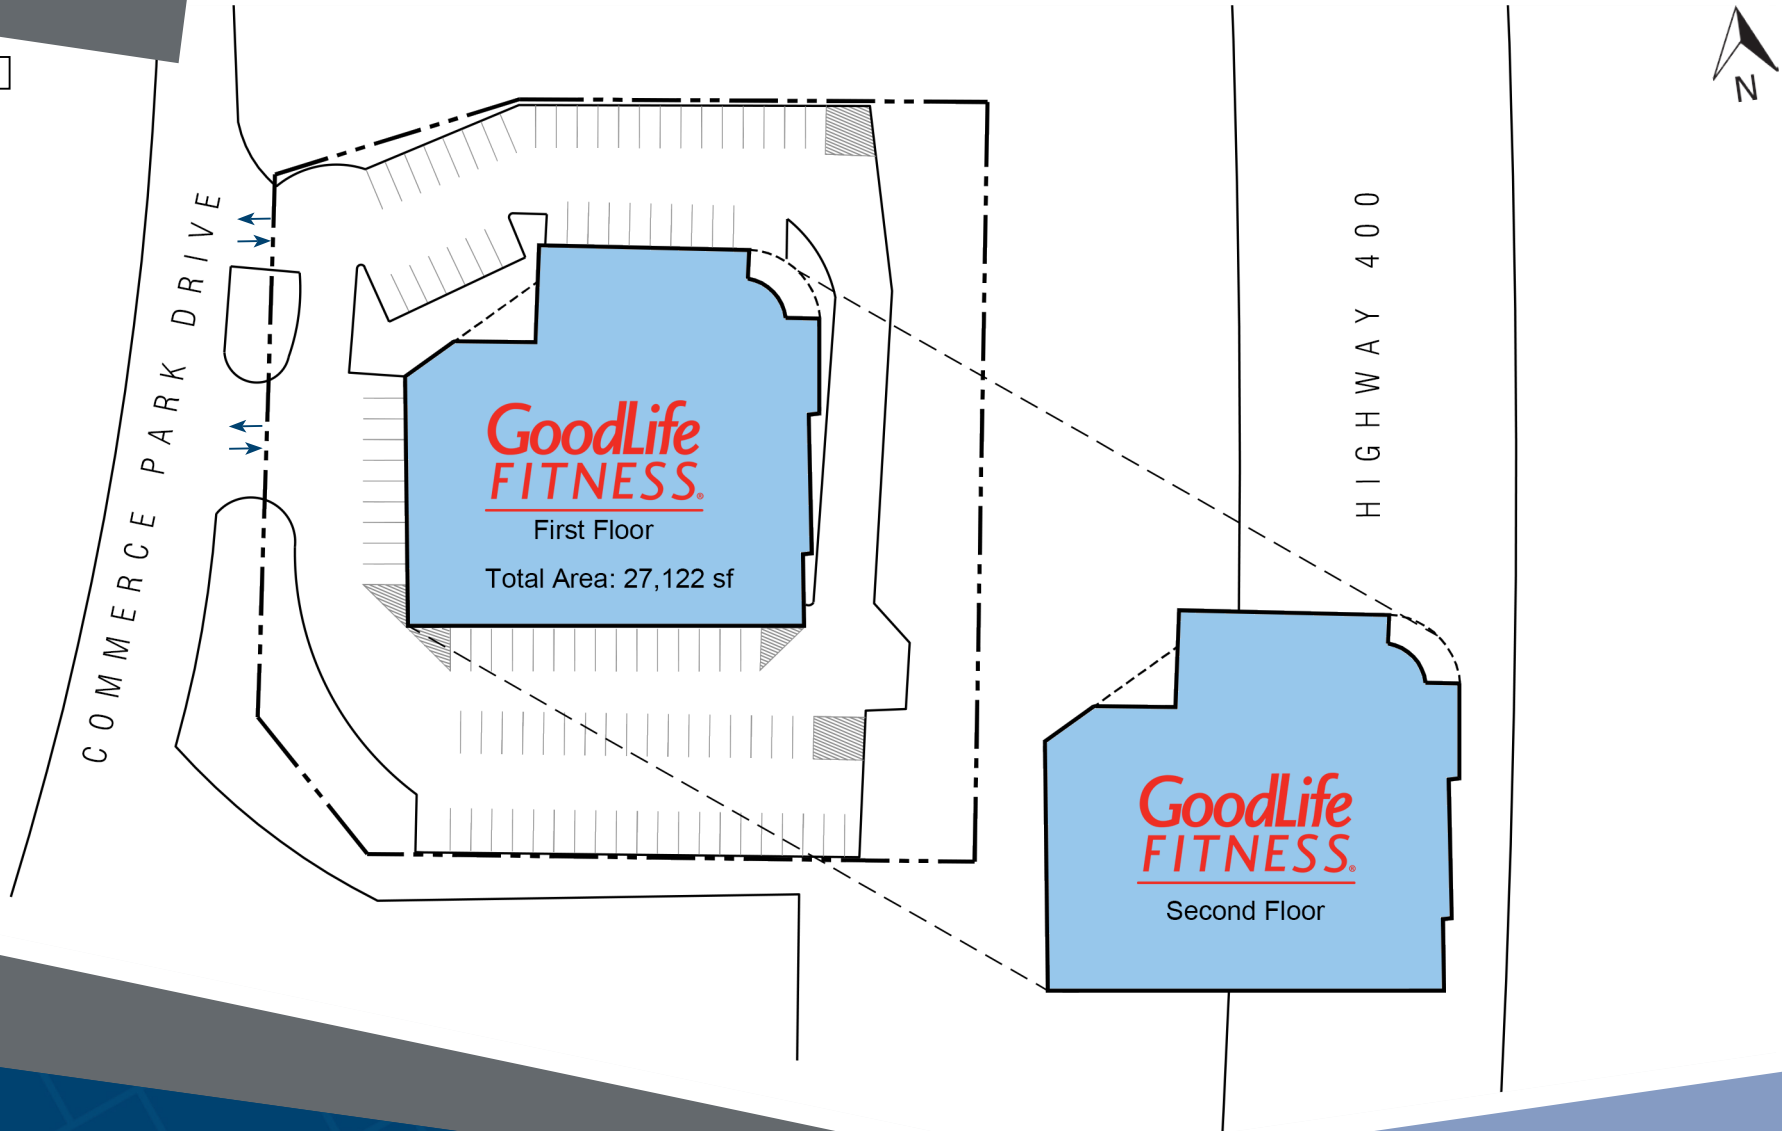 N
COMMERCE PARK DRIVE
HIGHWAY 400
GoodLife
FITNESS®
First Floor
Total Area: 27,122 sf
GoodLife
FITNESS®
Second Floor